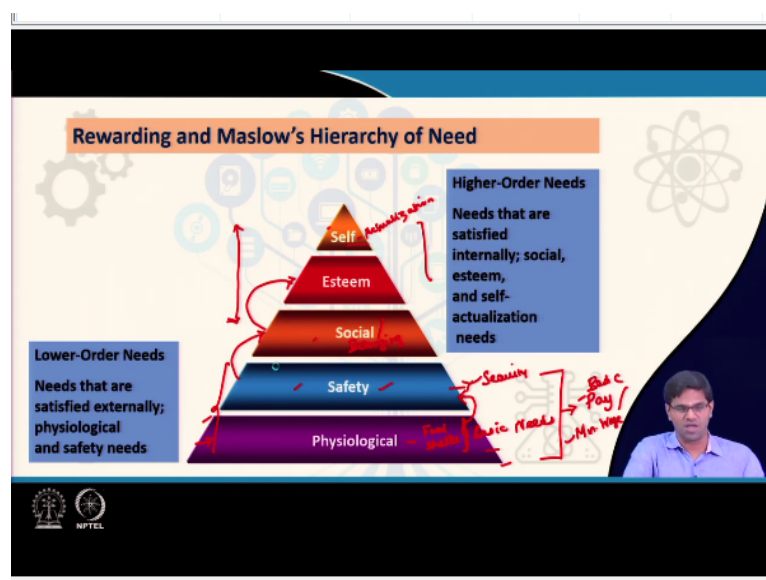 Rewarding and Maslow's Hierarchy of Need
Higher-Order Needs
Needs that are
satisfied
internally; social,
esteem,
and self-
actualization
needs
Self
Actualization
Esteem
Social
Safety
Security
Physiological
Food
Basic Needs
Basic
Pay
Min Wage
Lower-Order Needs
Needs that are
satisfied externally;
physiological
and safety needs
NPTEL